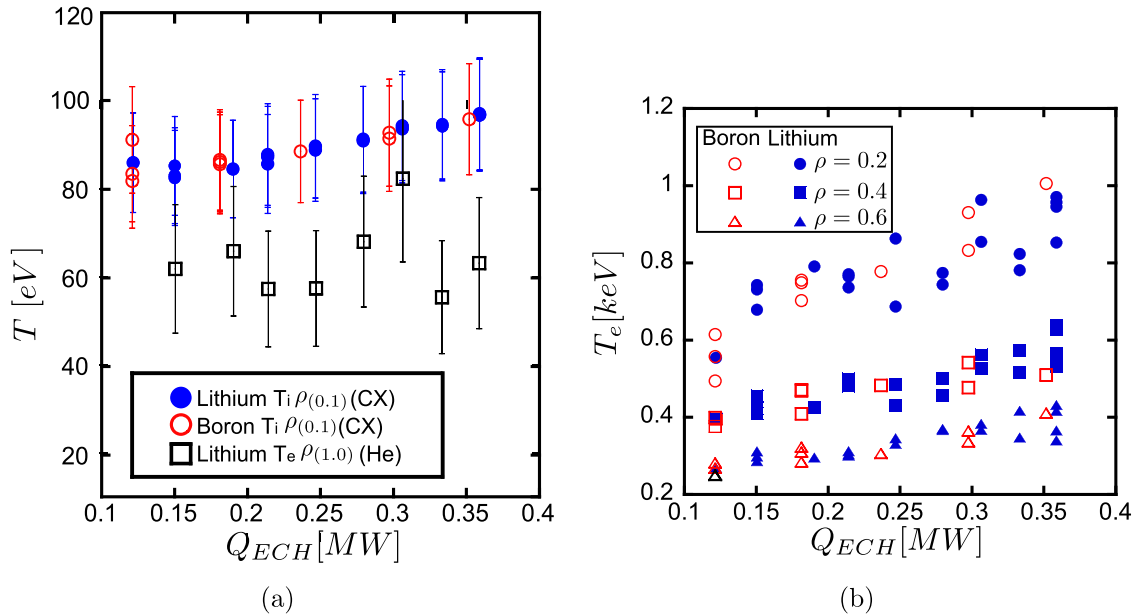 120
100
80
60
40
20
T [eV]
Lithium Ti ρ(0.1) (CX)
Boron Ti ρ(0.1)(CX)
Lithium Te ρ(1.0) (He)
0.1 0.15 0.2 0.25 0.3 0.35 0.4
Q_ECH[MW]
(a)
1.2
1
0.8
0.6
0.4
0.2
T_e[keV]
Boron Lithium
ρ = 0.2
ρ = 0.4
ρ = 0.6
0.1 0.15 0.2 0.25 0.3 0.35 0.4
Q_ECH[MW]
(b)